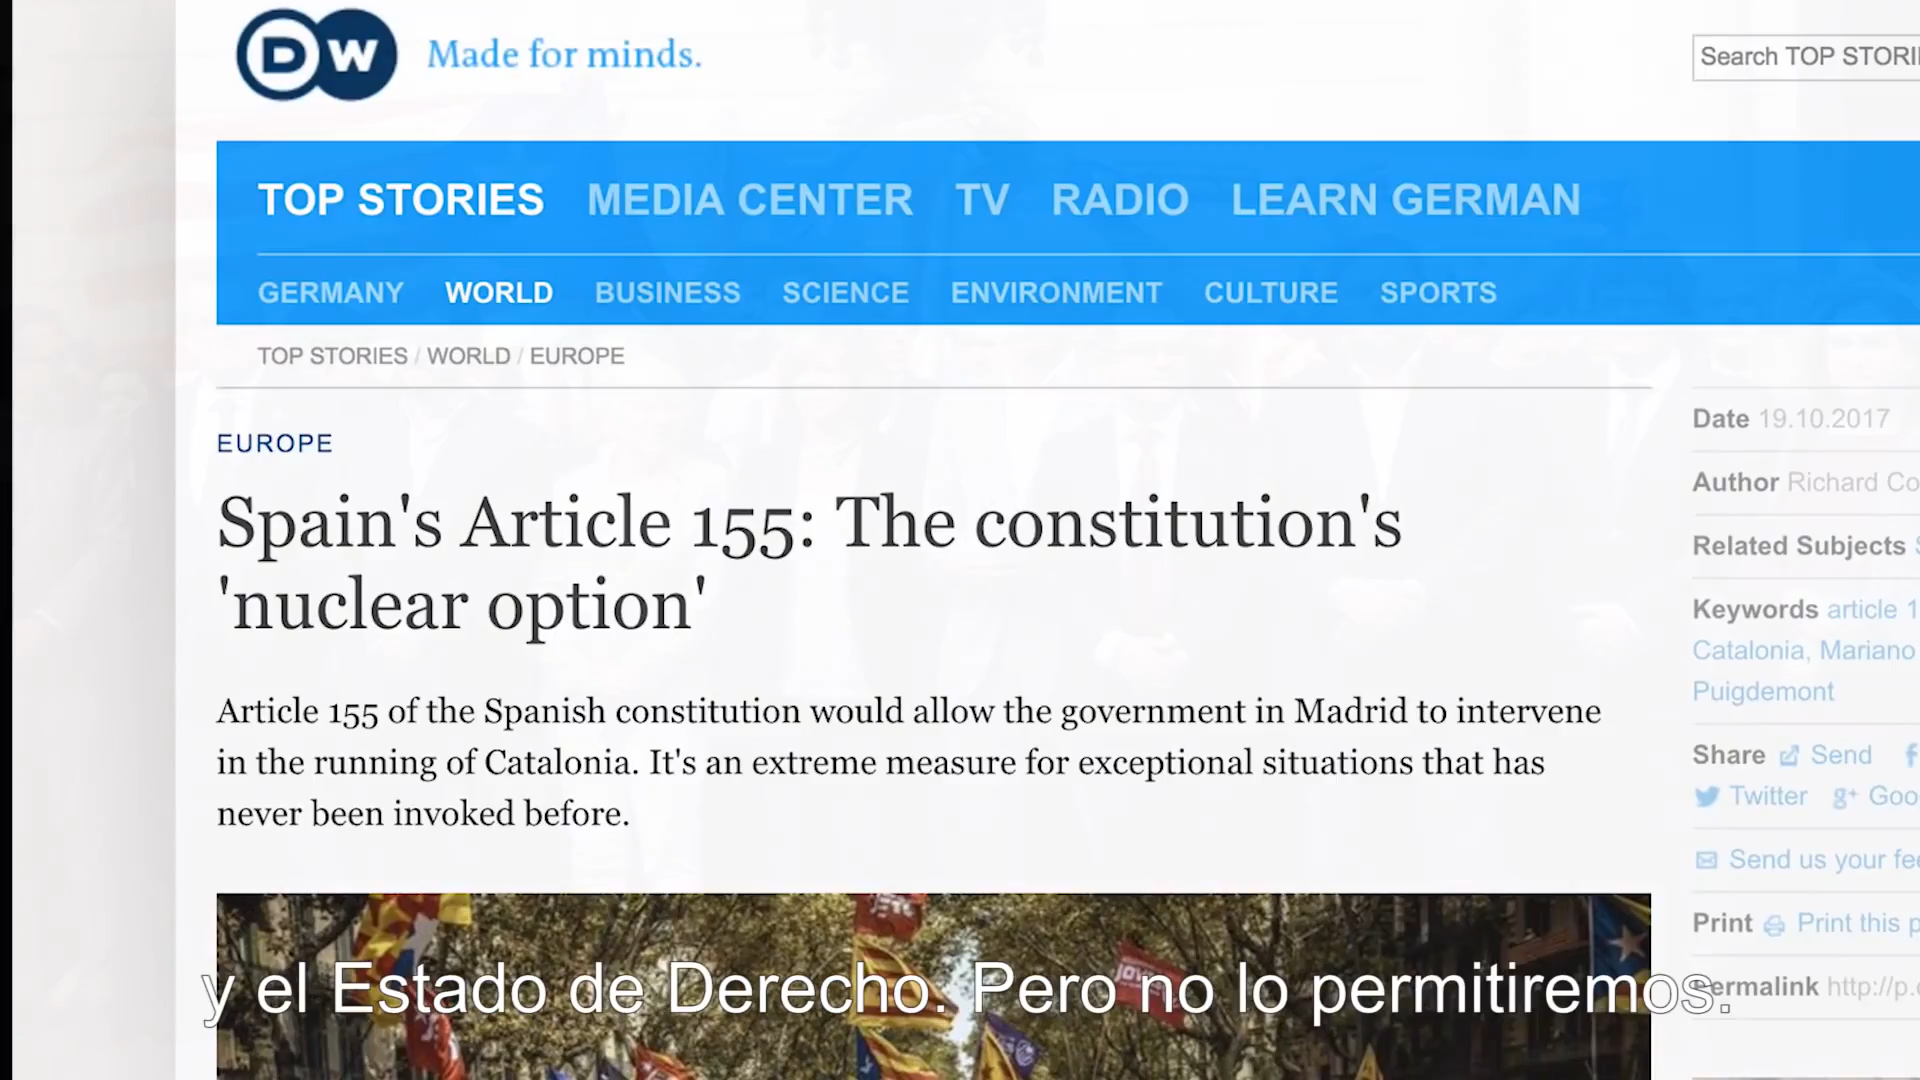 DW Made for minds.
Search TOP STORI
TOP STORIES MEDIA CENTER TV RADIO LEARN GERMAN
GERMANY WORLD BUSINESS SCIENCE ENVIRONMENT CULTURE SPORTS
TOP STORIES / WORLD / EUROPE
EUROPE
Spain's Article 155: The constitution's
'nuclear option'
Article 155 of the Spanish constitution would allow the government in Madrid to intervene
in the running of Catalonia. It's an extreme measure for exceptional situations that has
never been invoked before.
Date 19.10.2017
Author Richard Co
Related Subjects
Keywords article 1
Catalonia, Mariano
Puigdemont
Share Send
Twitter g+ Goo
Send us your fee
Print Print this p
Permalink http://p.
y el Estado de Derecho. Pero no lo permitiremos.